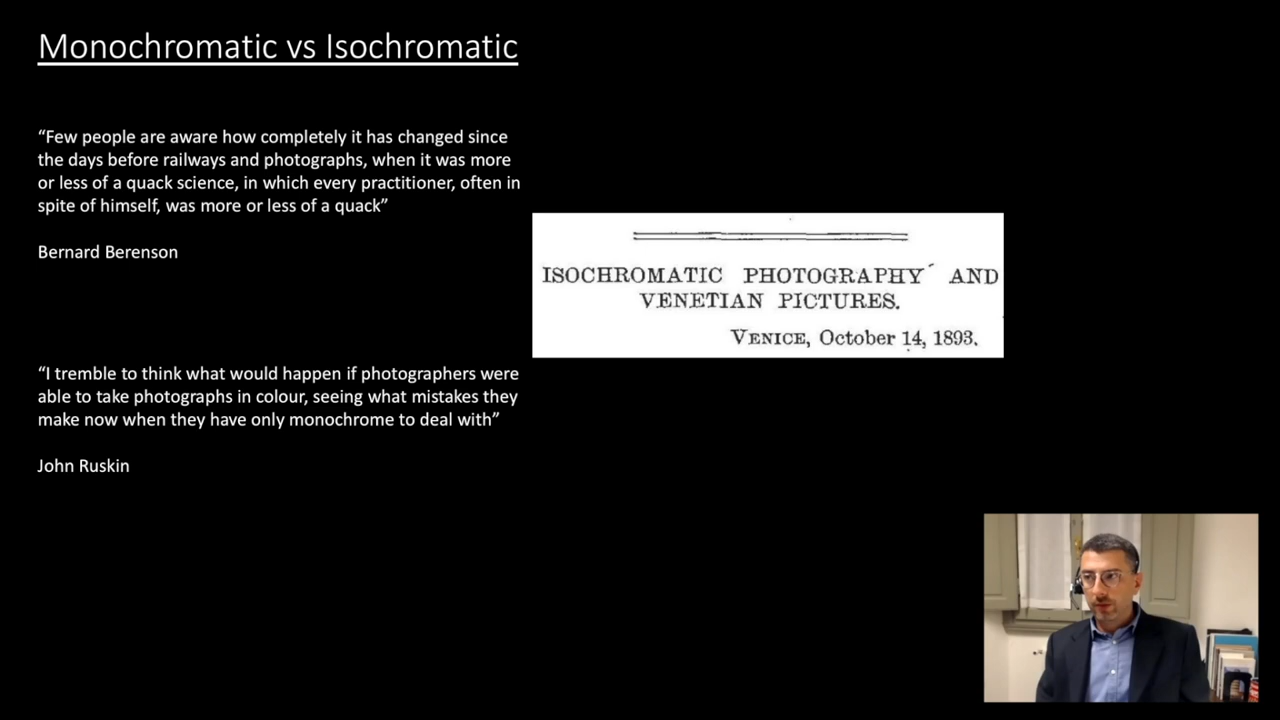 Monochromatic vs Isochromatic
“Few people are aware how completely it has changed since
the days before railways and photographs, when it was more
or less of a quack science, in which every practitioner, often in
spite of himself, was more or less of a quack”
Bernard Berenson
ISOCHROMATIC PHOTOGRAPHY AND
VENETIAN PICTURES.
VENICE, October 14, 1893.
“I tremble to think what would happen if photographers were
able to take photographs in colour, seeing what mistakes they
make now when they have only monochrome to deal with”
John Ruskin